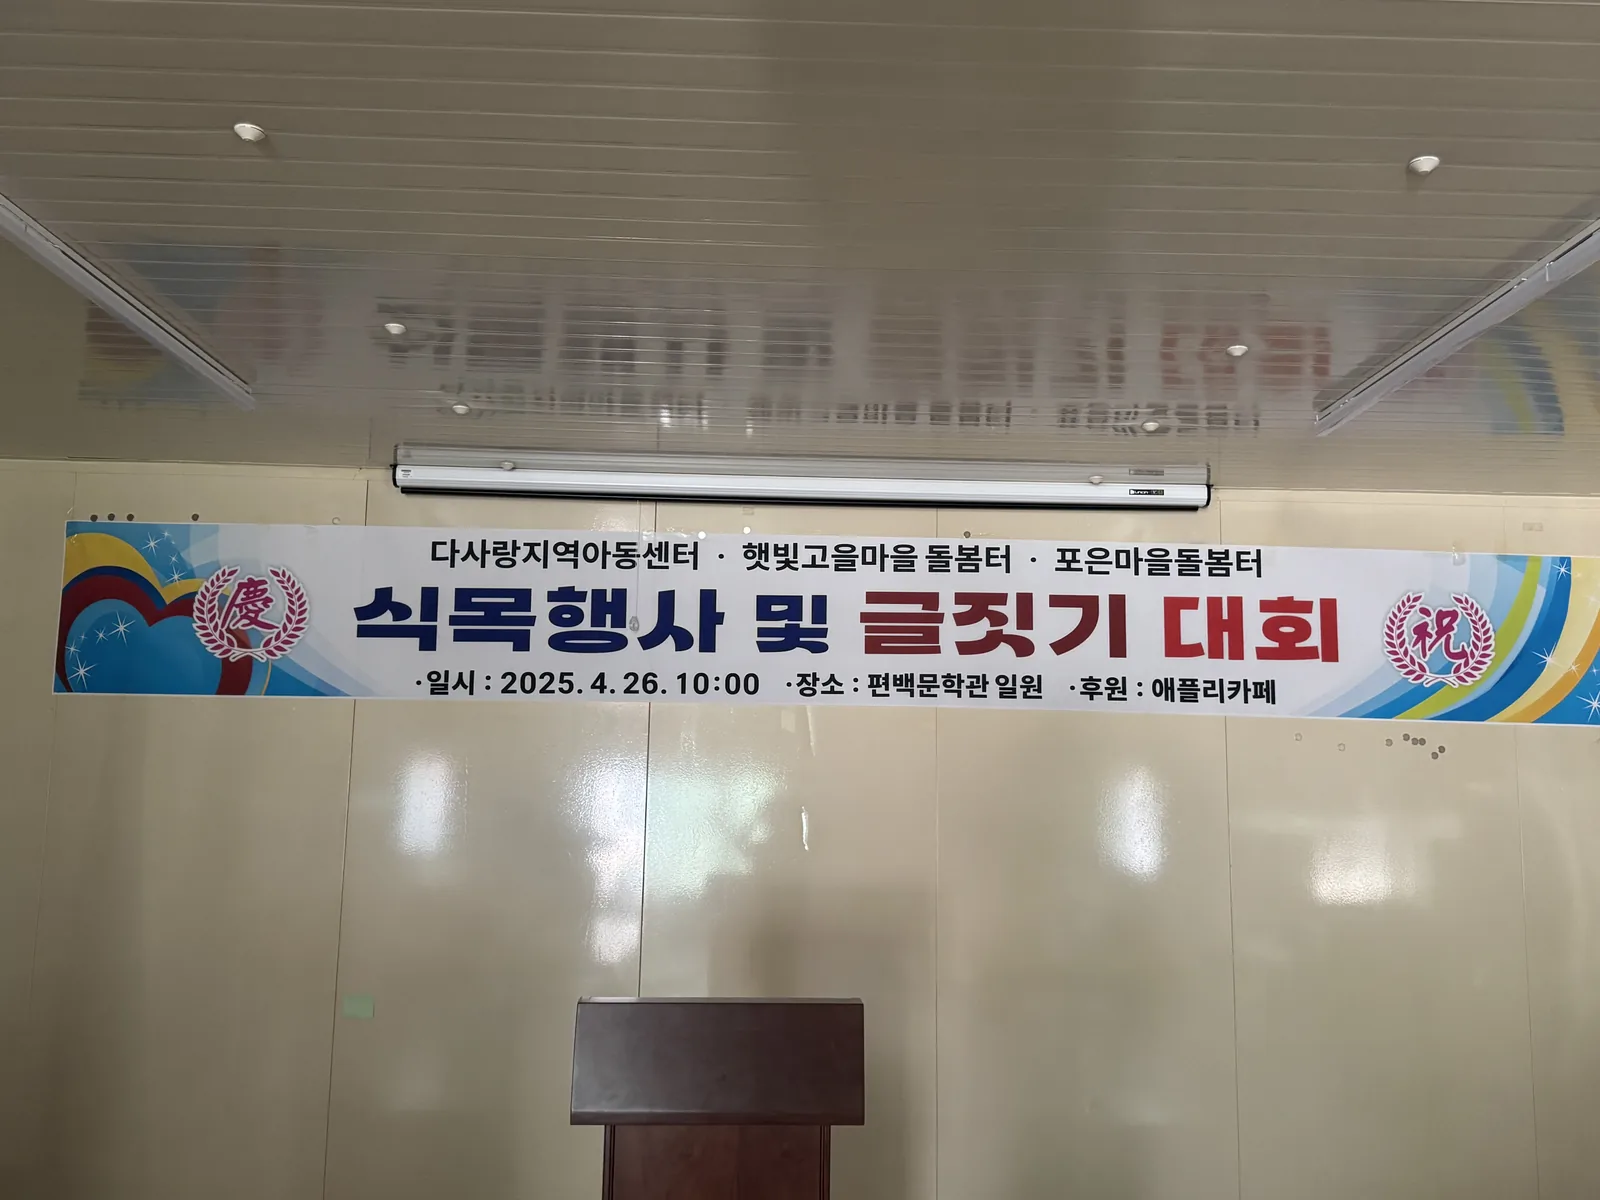 다사랑지역아동센터 · 햇빛고을마을 돌봄터 · 포은마을돌봄터
慶 식목행사 및 글짓기 대회 祝
·일시 : 2025. 4. 26. 10:00 ·장소 : 편백문학관 일원 ·후원 : 애플리카페